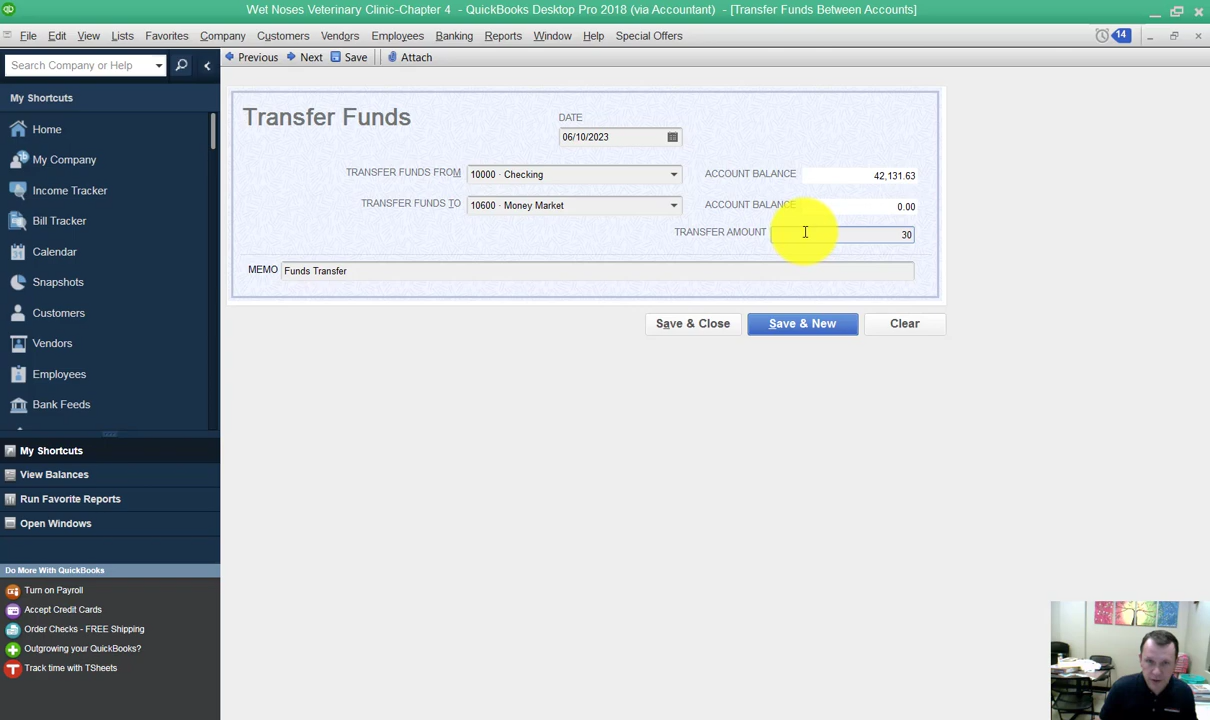 Wet Noses Veterinary Clinic-Chapter 4 - QuickBooks Desktop Pro 2018 (via Accountant) - [Transfer Funds Between Accounts]
File Edit View Lists Favorites Company Customers Vendors Employees Banking Reports Window Help Special Offers 14
Search Company or Help
Previous Next Save Attach
My Shortcuts
Home
My Company
Income Tracker
Bill Tracker
Calendar
Snapshots
Customers
Vendors
Employees
Bank Feeds
My Shortcuts
View Balances
Run Favorite Reports
Open Windows
Do More With QuickBooks
Turn on Payroll
Accept Credit Cards
Order Checks - FREE Shipping
Outgrowing your QuickBooks?
Track time with TSheets
Transfer Funds
DATE
06/10/2023
TRANSFER FUNDS FROM 10000 · Checking ACCOUNT BALANCE 42,131.63
TRANSFER FUNDS TO 10600 · Money Market ACCOUNT BALANCE 0.00
TRANSFER AMOUNT 30
MEMO Funds Transfer
Save & Close Save & New Clear